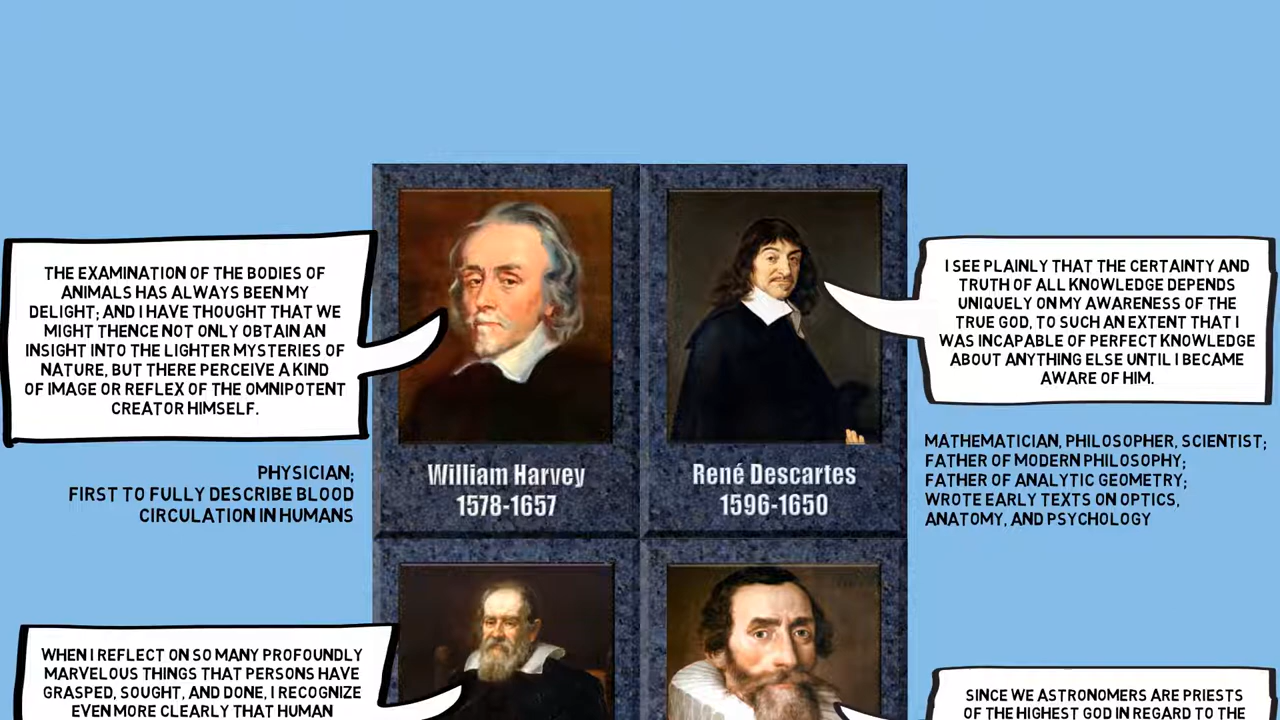 THE EXAMINATION OF THE BODIES OF
ANIMALS HAS ALWAYS BEEN MY
DELIGHT; AND I HAVE THOUGHT THAT WE
MIGHT THENCE NOT ONLY OBTAIN AN
INSIGHT INTO THE LIGHTER MYSTERIES OF
NATURE, BUT THERE PERCEIVE A KIND
OF IMAGE OR REFLEX OF THE OMNIPOTENT
CREATOR HIMSELF.
PHYSICIAN;
FIRST TO FULLY DESCRIBE BLOOD
CIRCULATION IN HUMANS
William Harvey
1578-1657
René Descartes
1596-1650
I SEE PLAINLY THAT THE CERTAINTY AND
TRUTH OF ALL KNOWLEDGE DEPENDS
UNIQUELY ON MY AWARENESS OF THE
TRUE GOD, TO SUCH AN EXTENT THAT I
WAS INCAPABLE OF PERFECT KNOWLEDGE
ABOUT ANYTHING ELSE UNTIL I BECAME
AWARE OF HIM.
MATHEMATICIAN, PHILOSOPHER, SCIENTIST;
FATHER OF MODERN PHILOSOPHY;
FATHER OF ANALYTIC GEOMETRY;
WROTE EARLY TEXTS ON OPTICS,
ANATOMY, AND PSYCHOLOGY
WHEN I REFLECT ON SO MANY PROFOUNDLY
MARVELOUS THINGS THAT PERSONS HAVE
GRASPED, SOUGHT, AND DONE, I RECOGNIZE
EVEN MORE CLEARLY THAT HUMAN
SINCE WE ASTRONOMERS ARE PRIESTS
OF THE HIGHEST GOD IN REGARD TO THE